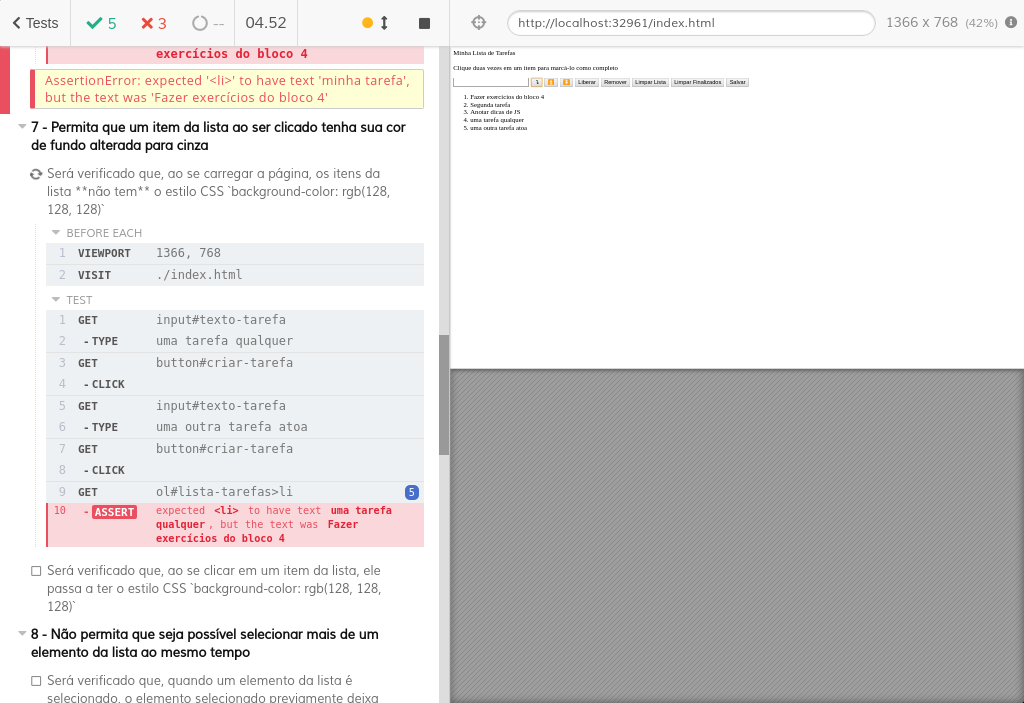 Tests 5 3 -- 04.52
http://localhost:32961/index.html 1366 x 768 (42%)
exercícios do bloco 4
AssertionError: expected '<li>' to have text 'minha tarefa',
but the text was 'Fazer exercícios do bloco 4'
7 - Permita que um item da lista ao ser clicado tenha sua cor
de fundo alterada para cinza
Será verificado que, ao se carregar a página, os itens da
lista **não tem** o estilo CSS `background-color: rgb(128,
128, 128)`
BEFORE EACH
1 VIEWPORT 1366, 768
2 VISIT ./index.html
TEST
1 GET input#texto-tarefa
2 -TYPE uma tarefa qualquer
3 GET button#criar-tarefa
4 -CLICK
5 GET input#texto-tarefa
6 -TYPE uma outra tarefa atoa
7 GET button#criar-tarefa
8 -CLICK
9 GET ol#lista-tarefas>li 5
10 -ASSERT expected <li> to have text uma tarefa
qualquer, but the text was Fazer
exercícios do bloco 4
Será verificado que, ao se clicar em um item da lista, ele
passa a ter o estilo CSS `background-color: rgb(128, 128,
128)`
8 - Não permita que seja possível selecionar mais de um
elemento da lista ao mesmo tempo
Será verificado que, quando um elemento da lista é
selecionado, o elemento selecionado previamente deixa
Minha Lista de Tarefas
Clique duas vezes em um item para marcá-lo como completo
Liberar Remover Limpar Lista Limpar Finalizados Salvar
1. Fazer exercícios do bloco 4
2. Segunda tarefa
3. Anotar dicas de JS
4. uma tarefa qualquer
5. uma outra tarefa atoa